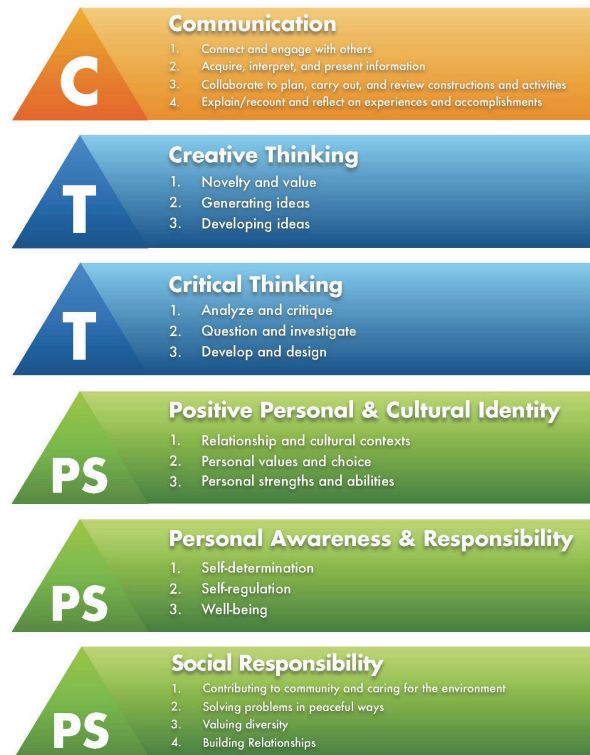 C
Communication
1. Connect and engage with others
2. Acquire, interpret, and present information
3. Collaborate to plan, carry out, and review constructions and activities
4. Explain/recount and reflect on experiences and accomplishments
T
Creative Thinking
1. Novelty and value
2. Generating ideas
3. Developing ideas
T
Critical Thinking
1. Analyze and critique
2. Question and investigate
3. Develop and design
PS
Positive Personal & Cultural Identity
1. Relationship and cultural contexts
2. Personal values and choice
3. Personal strengths and abilities
PS
Personal Awareness & Responsibility
1. Self-determination
2. Self-regulation
3. Well-being
PS
Social Responsibility
1. Contributing to community and caring for the environment
2. Solving problems in peaceful ways
3. Valuing diversity
4. Building Relationships